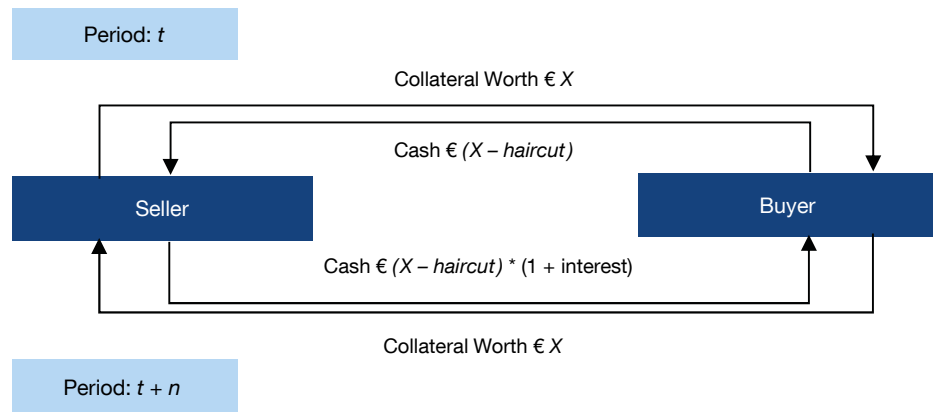 Period: t
Collateral Worth € X
Cash € (X – haircut)
Seller
Buyer
Cash € (X – haircut) * (1 + interest)
Collateral Worth € X
Period: t + n